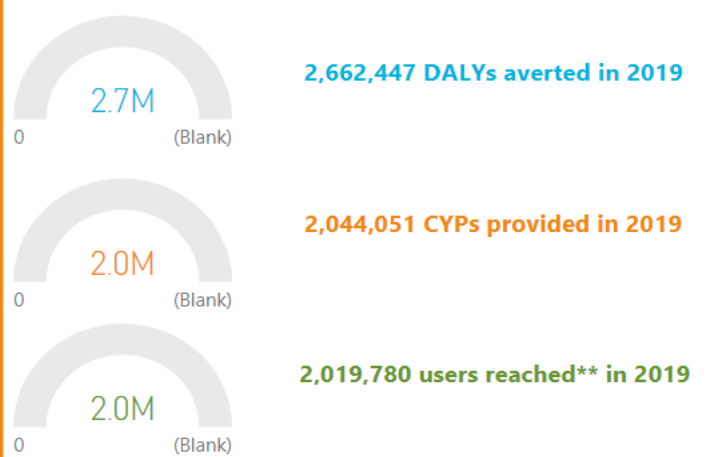 2.7M
0 (Blank)
2,662,447 DALYs averted in 2019
2.0M
0 (Blank)
2,044,051 CYPs provided in 2019
2.0M
0 (Blank)
2,019,780 users reached** in 2019